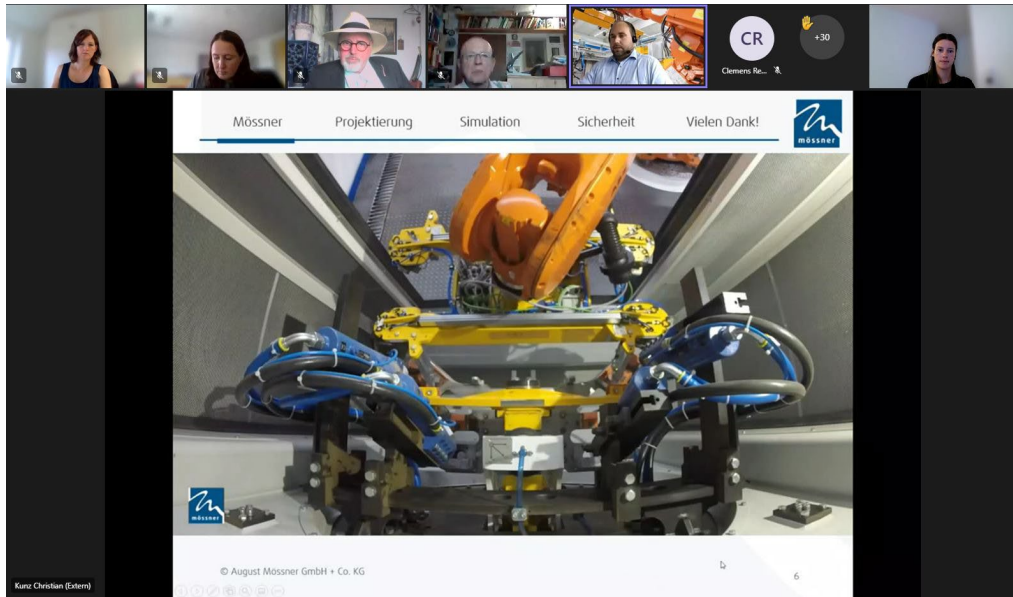 CR
+30
Clemens Re...
Mössner
Projektierung
Simulation
Sicherheit
Vielen Dank!
mössner
mössner
© August Mössner GmbH + Co. KG
6
Kunz Christian (Extern)